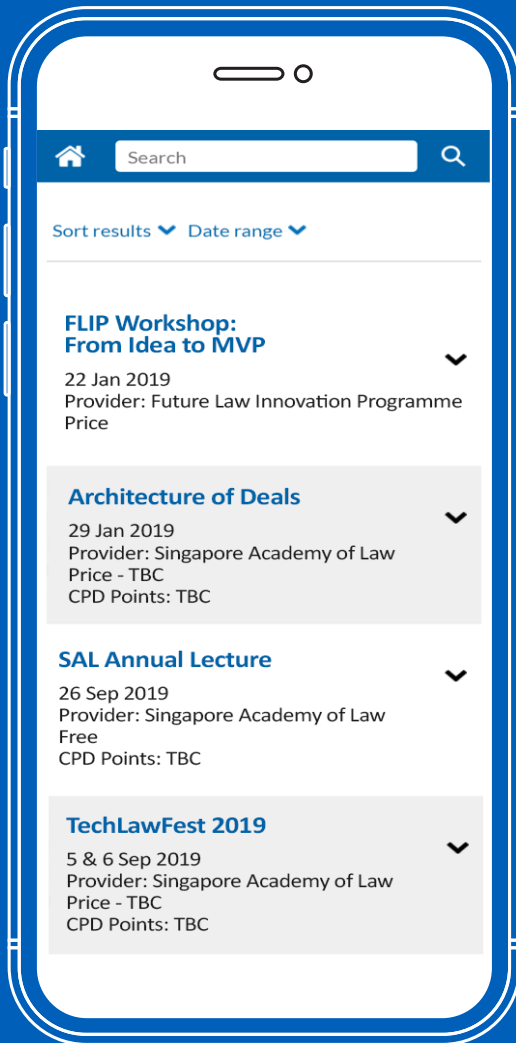 Search
Sort results Date range
FLIP Workshop:
From Idea to MVP
22 Jan 2019
Provider: Future Law Innovation Programme
Price
Architecture of Deals
29 Jan 2019
Provider: Singapore Academy of Law
Price - TBC
CPD Points: TBC
SAL Annual Lecture
26 Sep 2019
Provider: Singapore Academy of Law
Free
CPD Points: TBC
TechLawFest 2019
5 & 6 Sep 2019
Provider: Singapore Academy of Law
Price - TBC
CPD Points: TBC